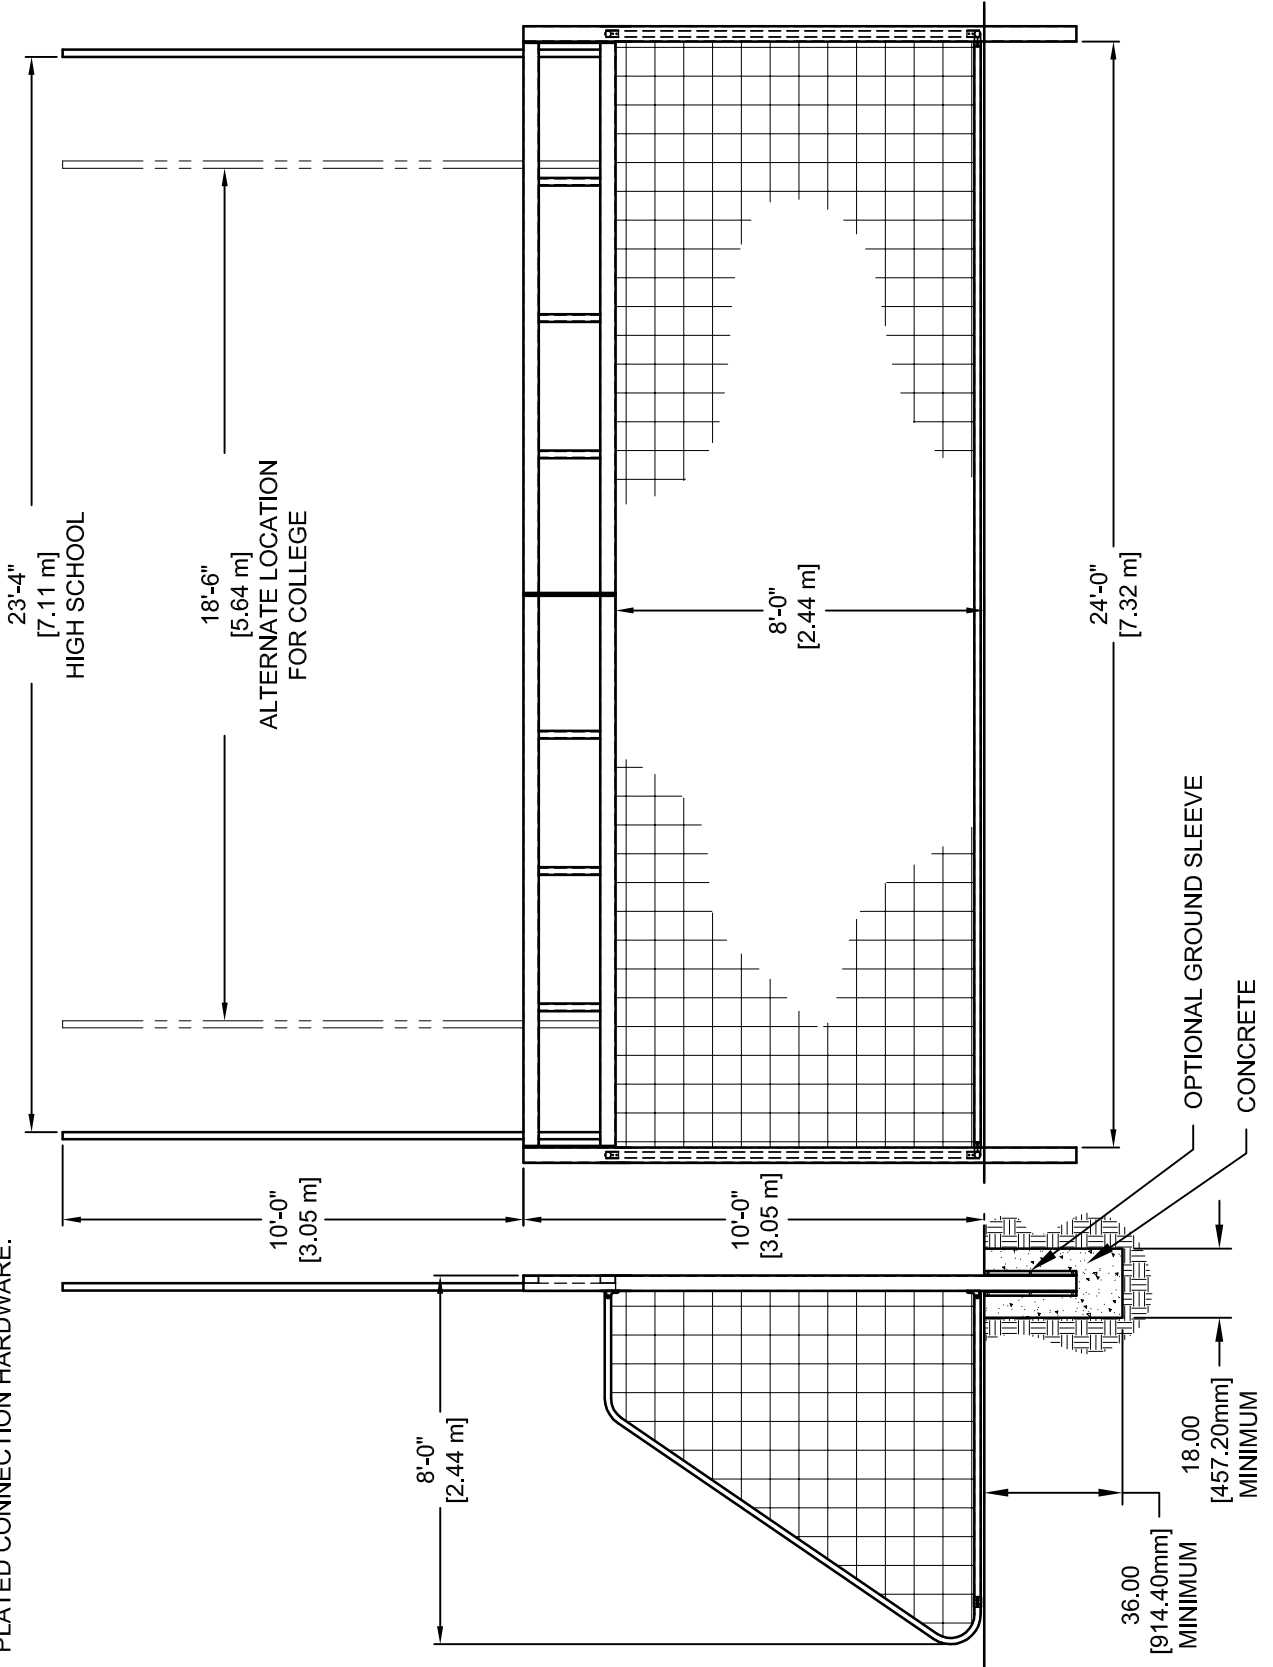 PLATED CONNECTION HARDWARE.
23'-4"
[7.11 m]
HIGH SCHOOL
18'-6"
[5.64 m]
ALTERNATE LOCATION
FOR COLLEGE
10'-0"
[3.05 m]
10'-0"
[3.05 m]
8'-0"
[2.44 m]
8'-0"
[2.44 m]
24'-0"
[7.32 m]
OPTIONAL GROUND SLEEVE
CONCRETE
18.00
[457.20mm]
MINIMUM
36.00
[914.40mm]
MINIMUM